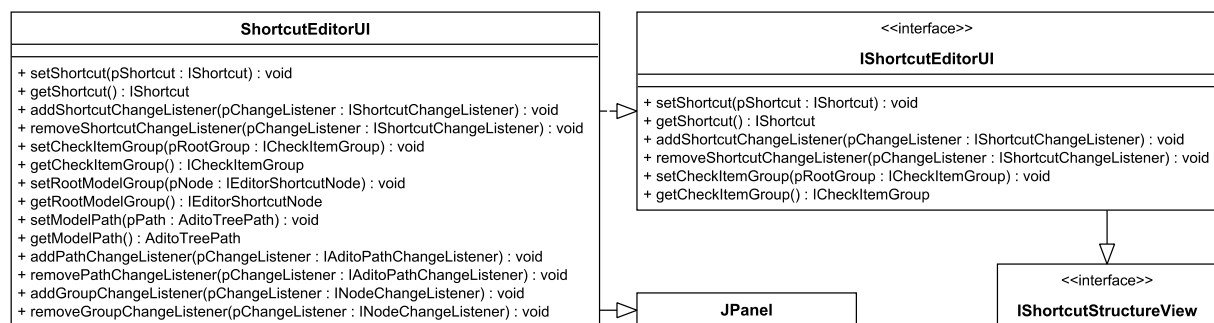 ShortcutEditorUI
+ setShortcut(pShortcut : IShortcut) : void
+ getShortcut() : IShortcut
+ addShortcutChangeListener(pChangeListener : IShortcutChangeListener) : void
+ removeShortcutChangeListener(pChangeListener : IShortcutChangeListener) : void
+ setCheckItemGroup(pRootGroup : ICheckItemGroup) : void
+ getCheckItemGroup() : ICheckItemGroup
+ setRootModelGroup(pNode : IEditorShortcutNode) : void
+ getRootModelGroup() : IEditorShortcutNode
+ setModelPath(pPath : AditoTreePath) : void
+ getModelPath() : AditoTreePath
+ addPathChangeListener(pChangeListener : IAditoPathChangeListener) : void
+ removePathChangeListener(pChangeListener : IAditoPathChangeListener) : void
+ addGroupChangeListener(pChangeListener : INodeChangeListener) : void
+ removeGroupChangeListener(pChangeListener : INodeChangeListener) : void
<<interface>>
IShortcutEditorUI
+ setShortcut(pShortcut : IShortcut) : void
+ getShortcut() : IShortcut
+ addShortcutChangeListener(pChangeListener : IShortcutChangeListener) : void
+ removeShortcutChangeListener(pChangeListener : IShortcutChangeListener) : void
+ setCheckItemGroup(pRootGroup : ICheckItemGroup) : void
+ getCheckItemGroup() : ICheckItemGroup
JPanel
<<interface>>
IShortcutStructureView